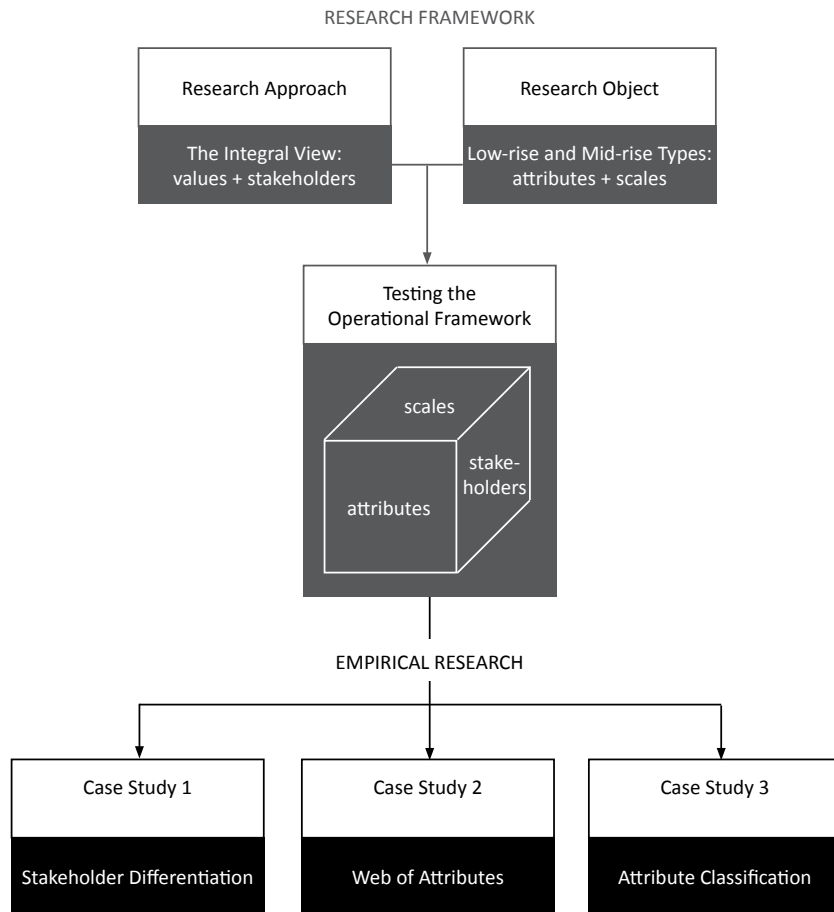 RESEARCH FRAMEWORK
Research Approach
The Integral View:
values + stakeholders
Research Object
Low-rise and Mid-rise Types:
attributes + scales
Testing the
Operational Framework
scales
attributes
stake-
holders
EMPIRICAL RESEARCH
Case Study 1
Stakeholder Differentiation
Case Study 2
Web of Attributes
Case Study 3
Attribute Classification